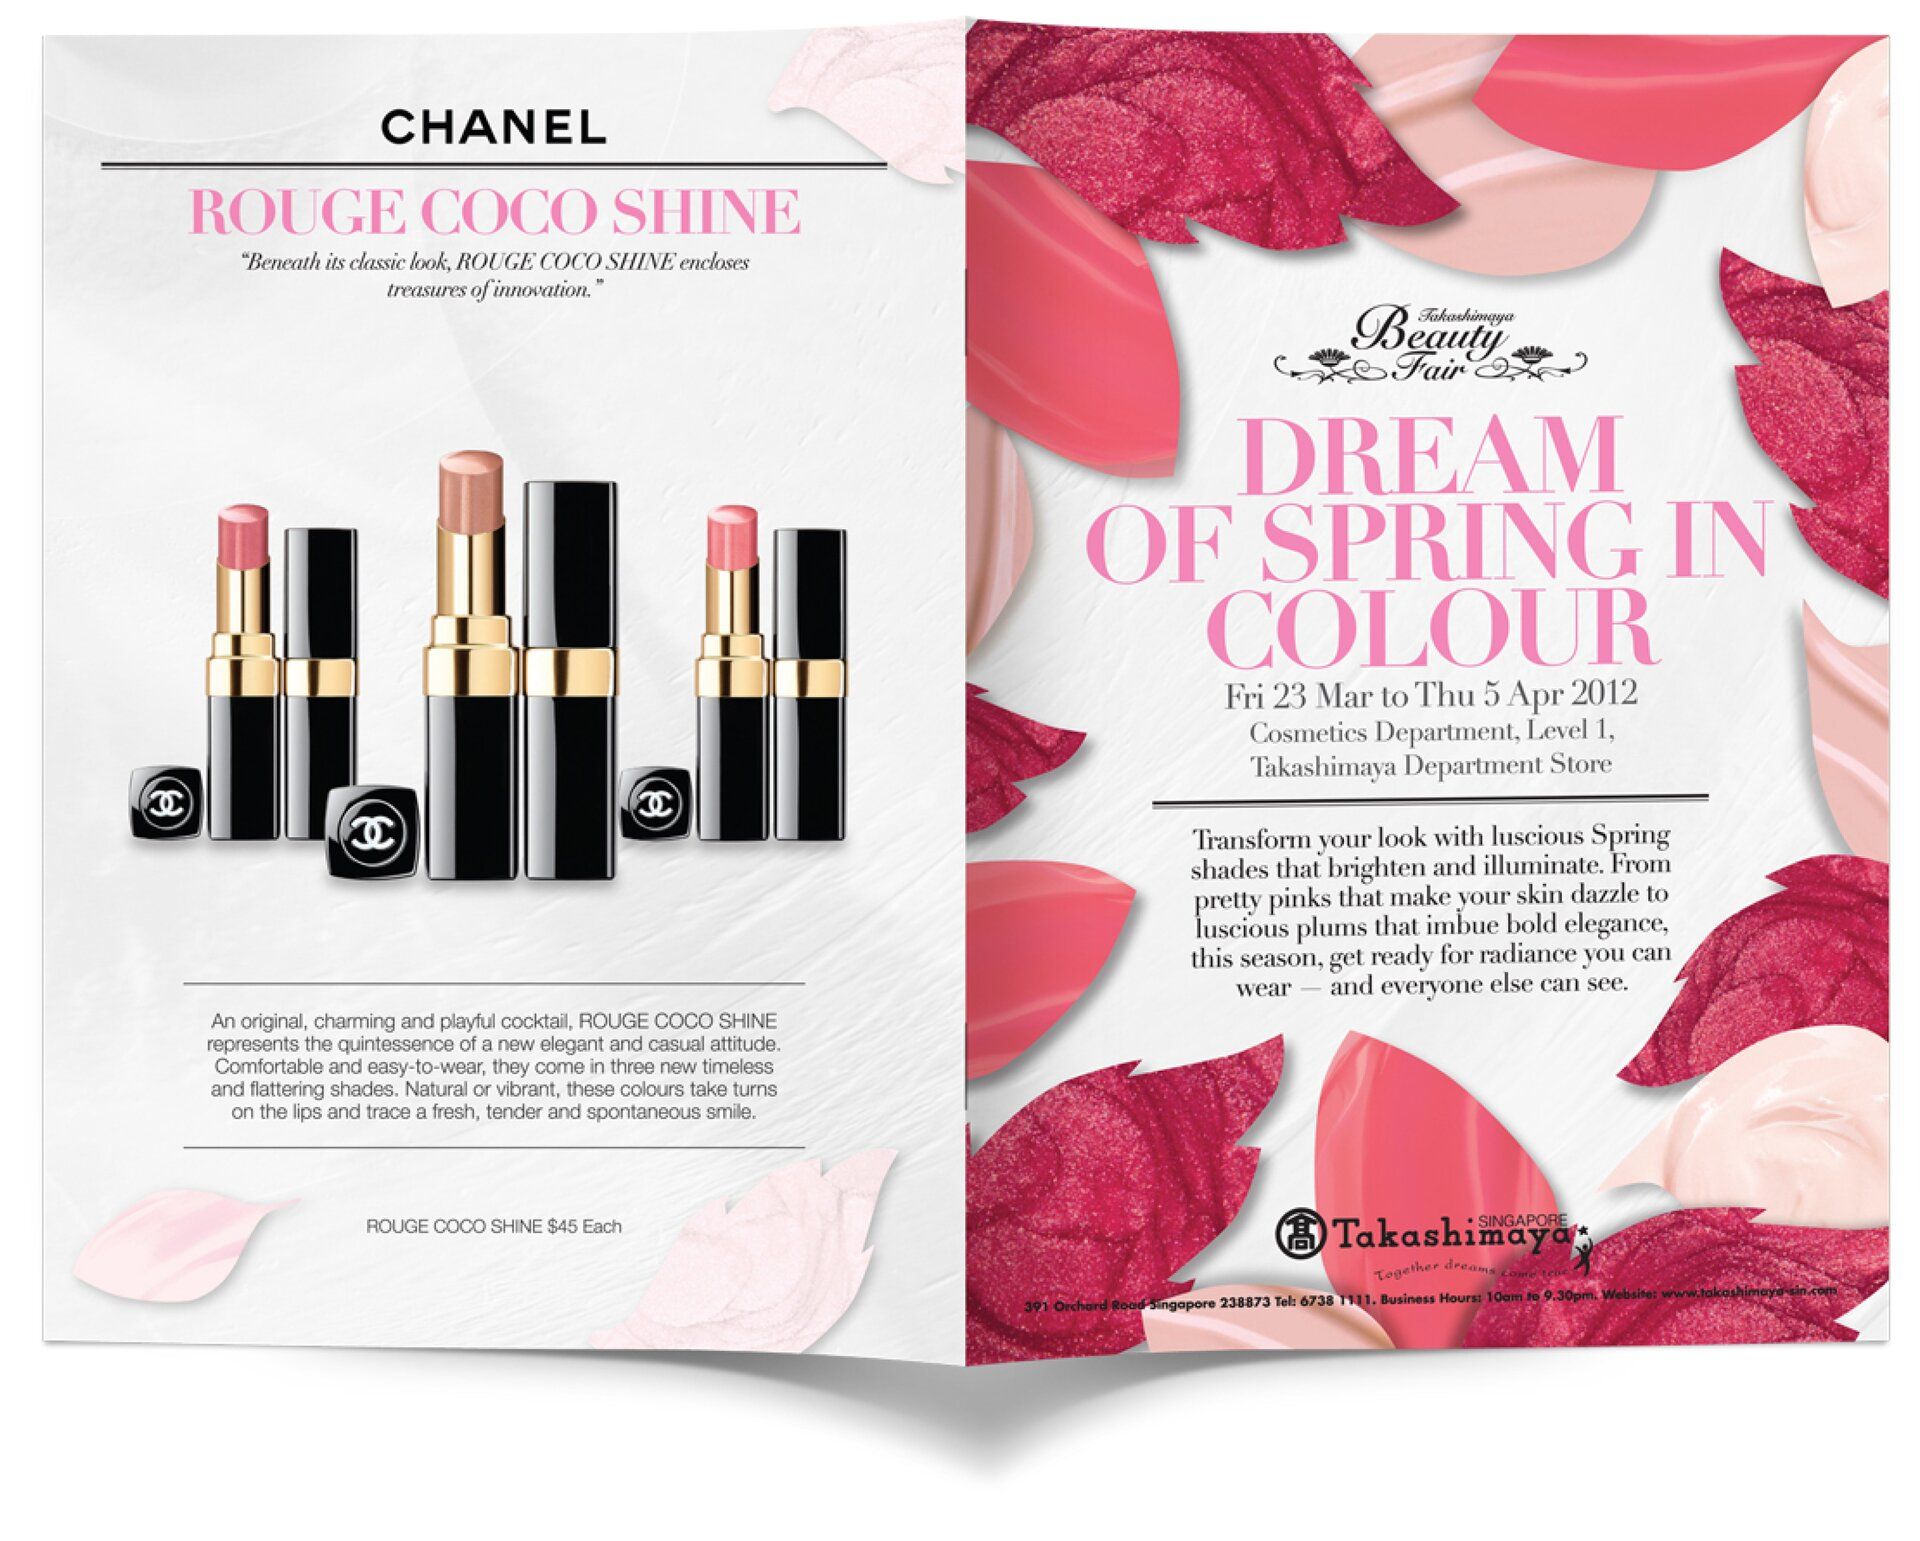 CHANEL
ROUGE COCO SHINE
“Beneath its classic look, ROUGE COCO SHINE encloses
treasures of innovation.”
An original, charming and playful cocktail, ROUGE COCO SHINE
represents the quintessence of a new elegant and casual attitude.
Comfortable and easy-to-wear, they come in three new timeless
and flattering shades. Natural or vibrant, these colours take turns
on the lips and trace a fresh, tender and spontaneous smile.
ROUGE COCO SHINE $45 Each
Takashimaya
Beauty
Fair
DREAM
OF SPRING IN
COLOUR
Fri 23 Mar to Thu 5 Apr 2012
Cosmetics Department, Level 1,
Takashimaya Department Store
Transform your look with luscious Spring
shades that brighten and illuminate. From
pretty pinks that make your skin dazzle to
luscious plums that imbue bold elegance,
this season, get ready for radiance you can
wear — and everyone else can see.
SINGAPORE
髙 Takashimaya
Together dreams come true
391 Orchard Road Singapore 238873 Tel: 6738 1111. Business Hours: 10am to 9.30pm. Website: www.takashimaya-sin.com